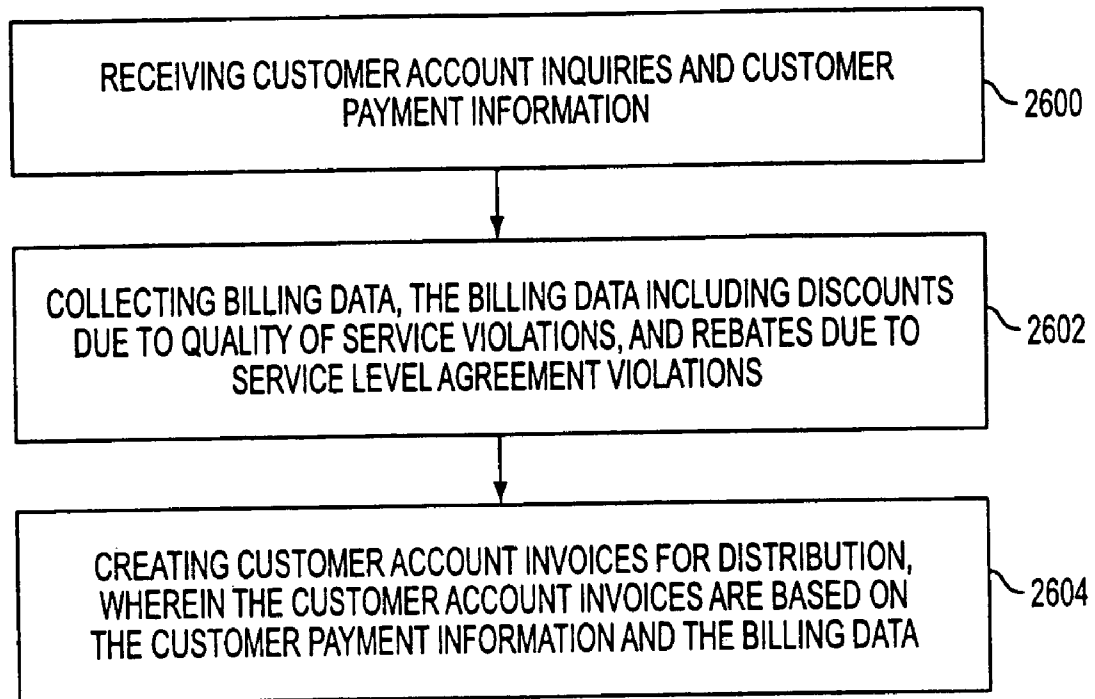 RECEIVING CUSTOMER ACCOUNT INQUIRIES AND CUSTOMER
PAYMENT INFORMATION
2600
COLLECTING BILLING DATA, THE BILLING DATA INCLUDING DISCOUNTS
DUE TO QUALITY OF SERVICE VIOLATIONS, AND REBATES DUE TO
SERVICE LEVEL AGREEMENT VIOLATIONS
2602
CREATING CUSTOMER ACCOUNT INVOICES FOR DISTRIBUTION,
WHEREIN THE CUSTOMER ACCOUNT INVOICES ARE BASED ON
THE CUSTOMER PAYMENT INFORMATION AND THE BILLING DATA
2604